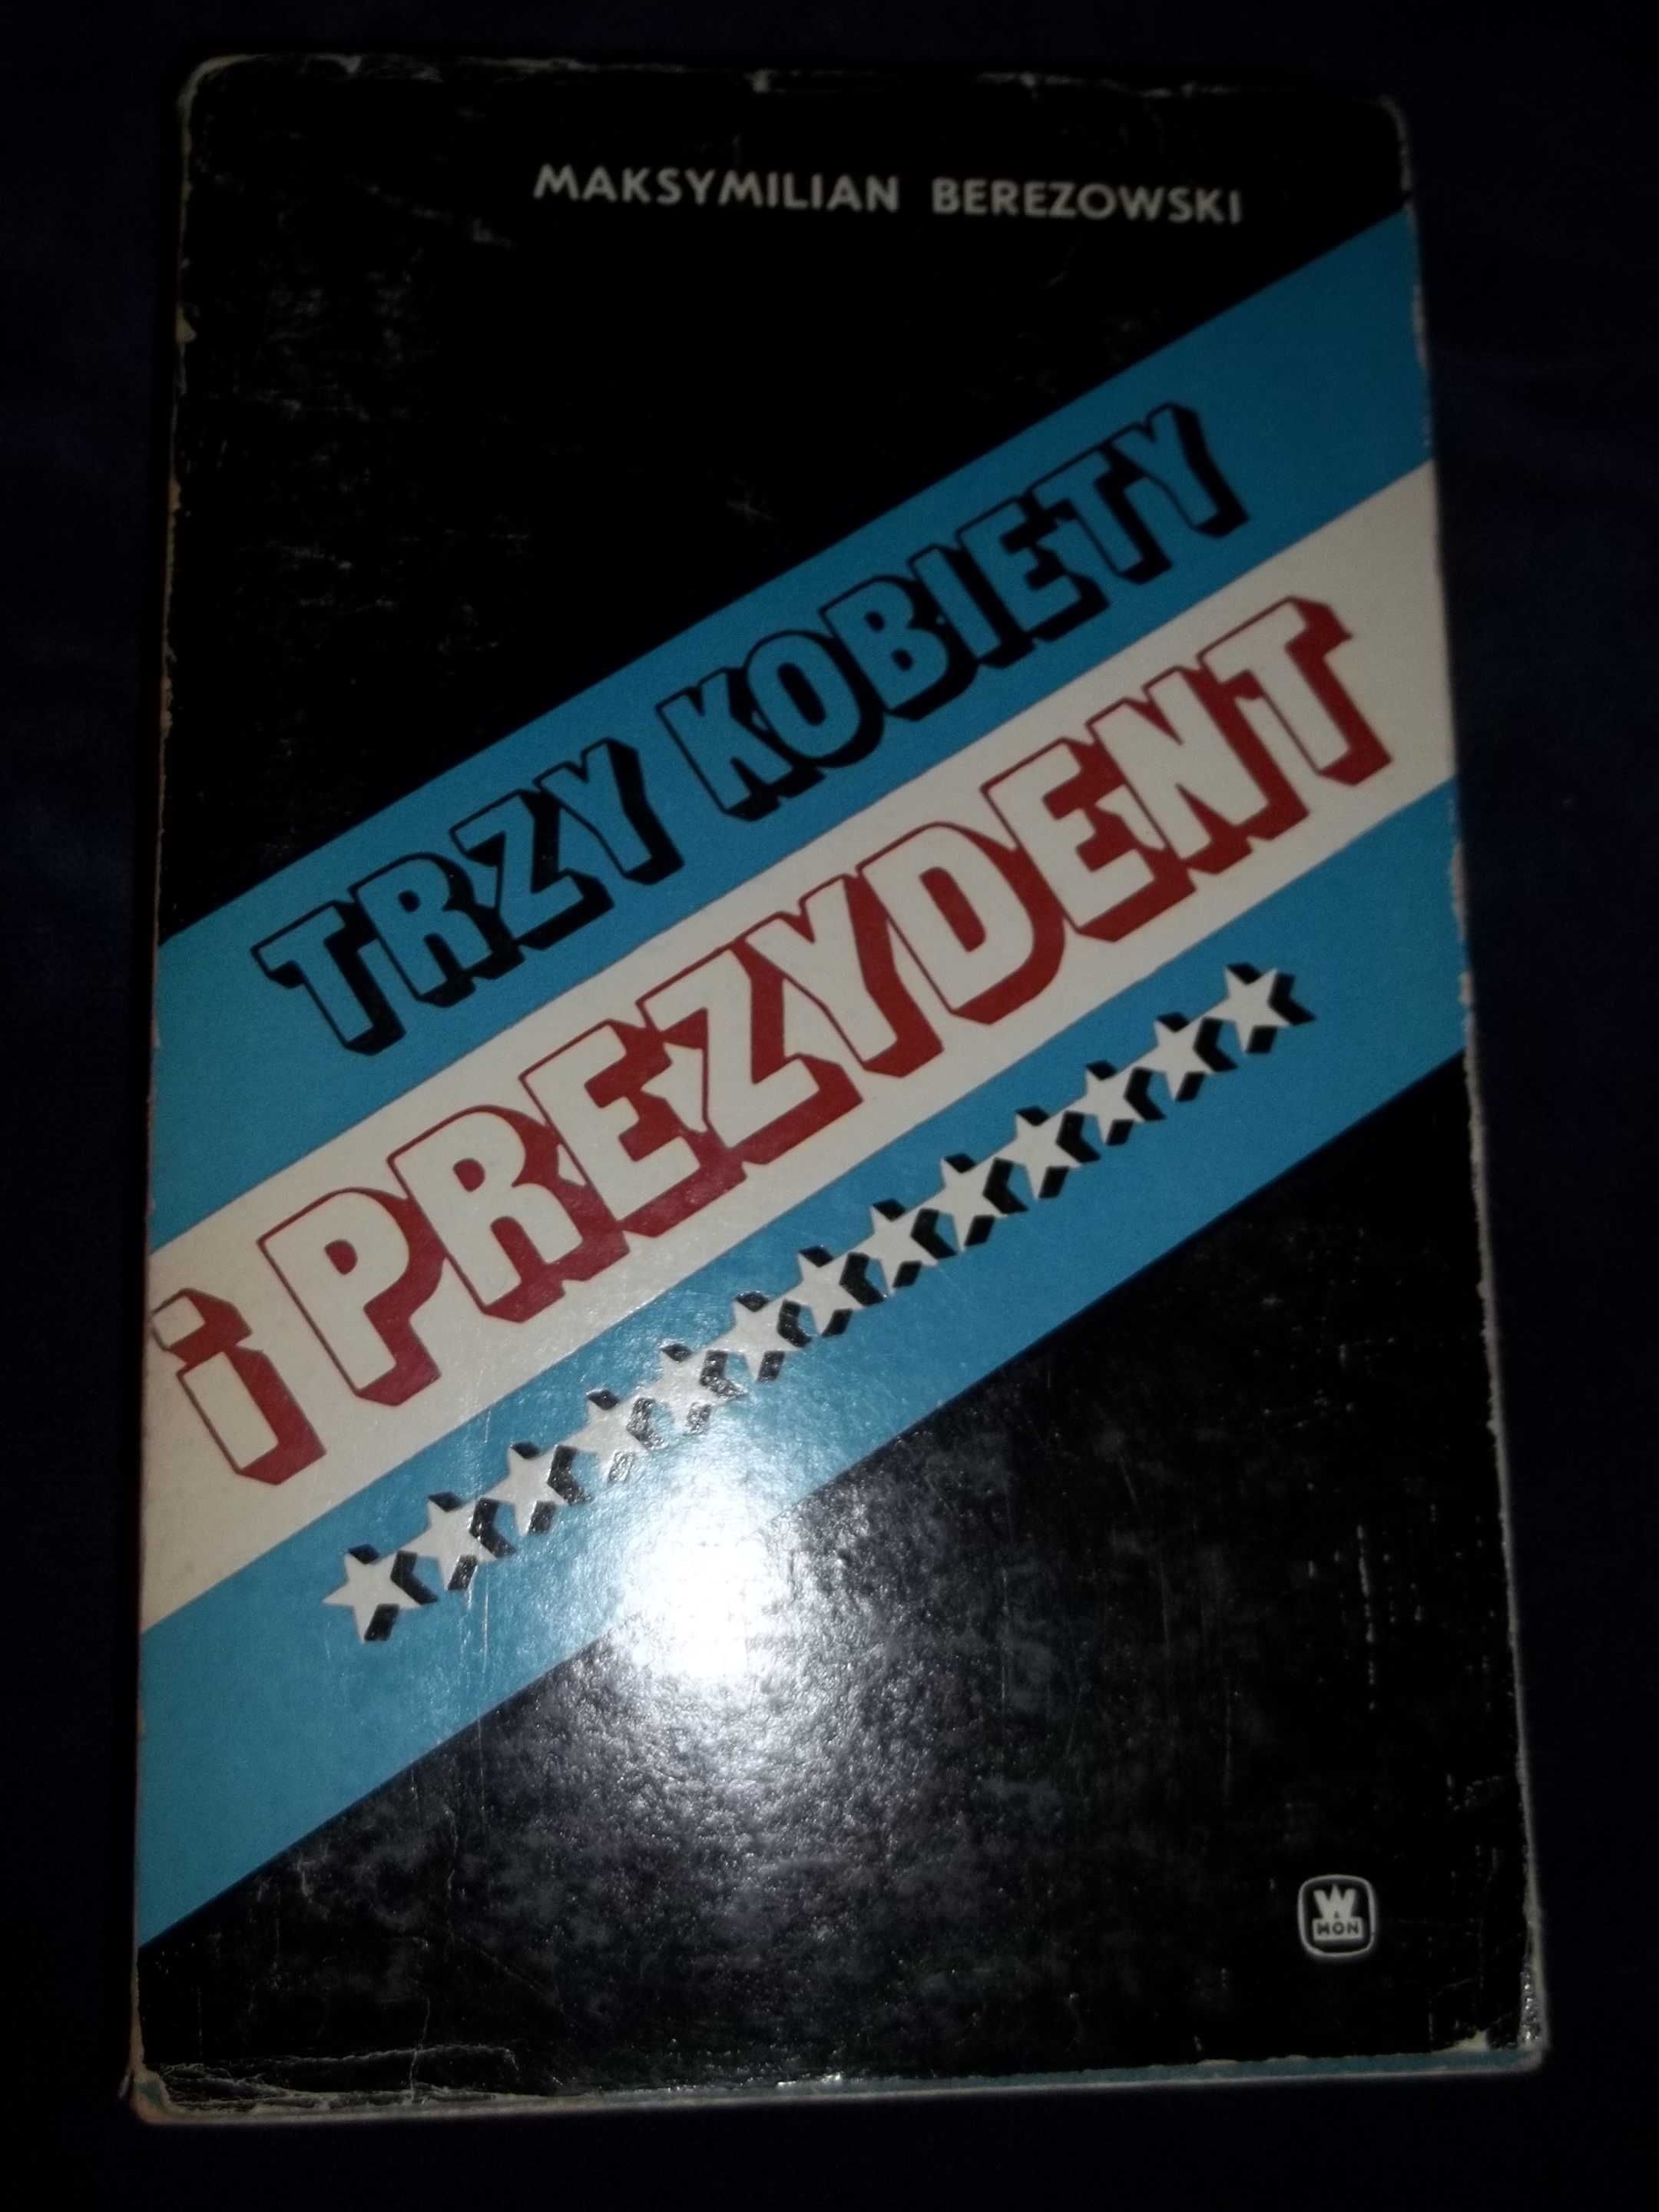 MAKSYMILIAN BEREZOWSKI
TRZY KOBIETY
i PREZYDENT
W
MON